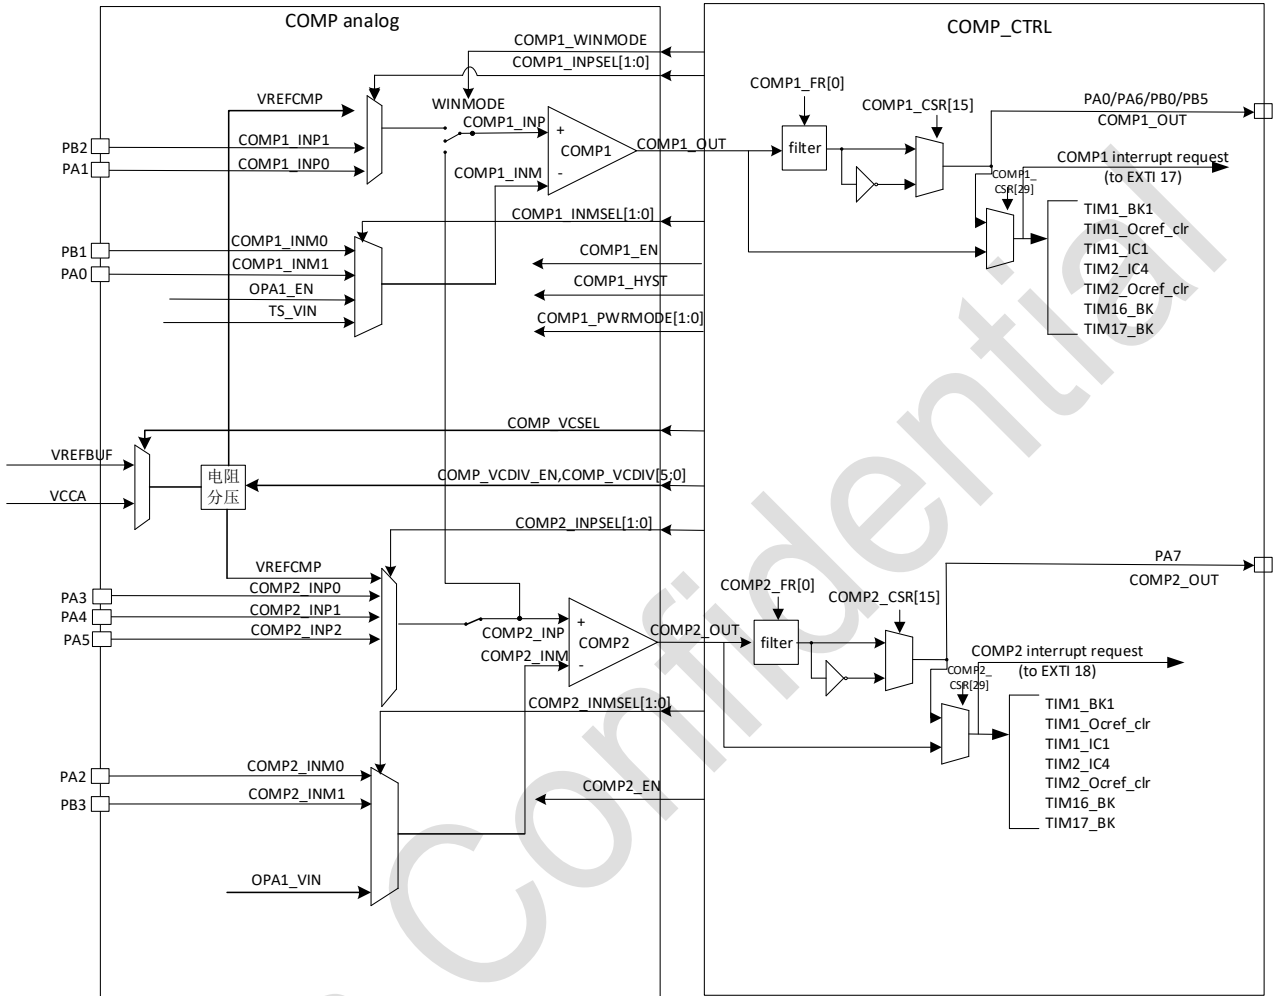 COMP analog
COMP_CTRL
COMP1_WINMODE
COMP1_INPSEL[1:0]
VREFCMP
WINMODE
COMP1_INP
COMP1_FR[0]
COMP1_CSR[15]
PA0/PA6/PB0/PB5
COMP1_OUT
PB2
COMP1_INP1
PA1
COMP1_INP0
+
COMP1
-
COMP1_OUT
filter
COMP1 interrupt request
(to EXTI 17)
COMP1_INM
COMP1_
CSR[29]
COMP1_INMSEL[1:0]
TIM1_BK1
TIM1_Ocref_clr
TIM1_IC1
TIM2_IC4
TIM2_Ocref_clr
TIM16_BK
TIM17_BK
PB1
COMP1_INM0
PA0
COMP1_INM1
OPA1_EN
TS_VIN
COMP1_EN
COMP1_HYST
COMP1_PWRMODE[1:0]
COMP_VCSEL
VREFBUF
VCCA
电阻
分压
COMP_VCDIV_EN,COMP_VCDIV[5:0]
COMP2_INPSEL[1:0]
VREFCMP
PA3
COMP2_INP0
PA4
COMP2_INP1
PA5
COMP2_INP2
COMP2_INP
COMP2_INM
+
COMP2
-
COMP2_OUT
COMP2_FR[0]
filter
COMP2_CSR[15]
PA7
COMP2_OUT
COMP2 interrupt request
(to EXTI 18)
COMP2_
CSR[29]
TIM1_BK1
TIM1_Ocref_clr
TIM1_IC1
TIM2_IC4
TIM2_Ocref_clr
TIM16_BK
TIM17_BK
COMP2_INMSEL[1:0]
PA2
COMP2_INM0
PB3
COMP2_INM1
COMP2_EN
OPA1_VIN
Confidential